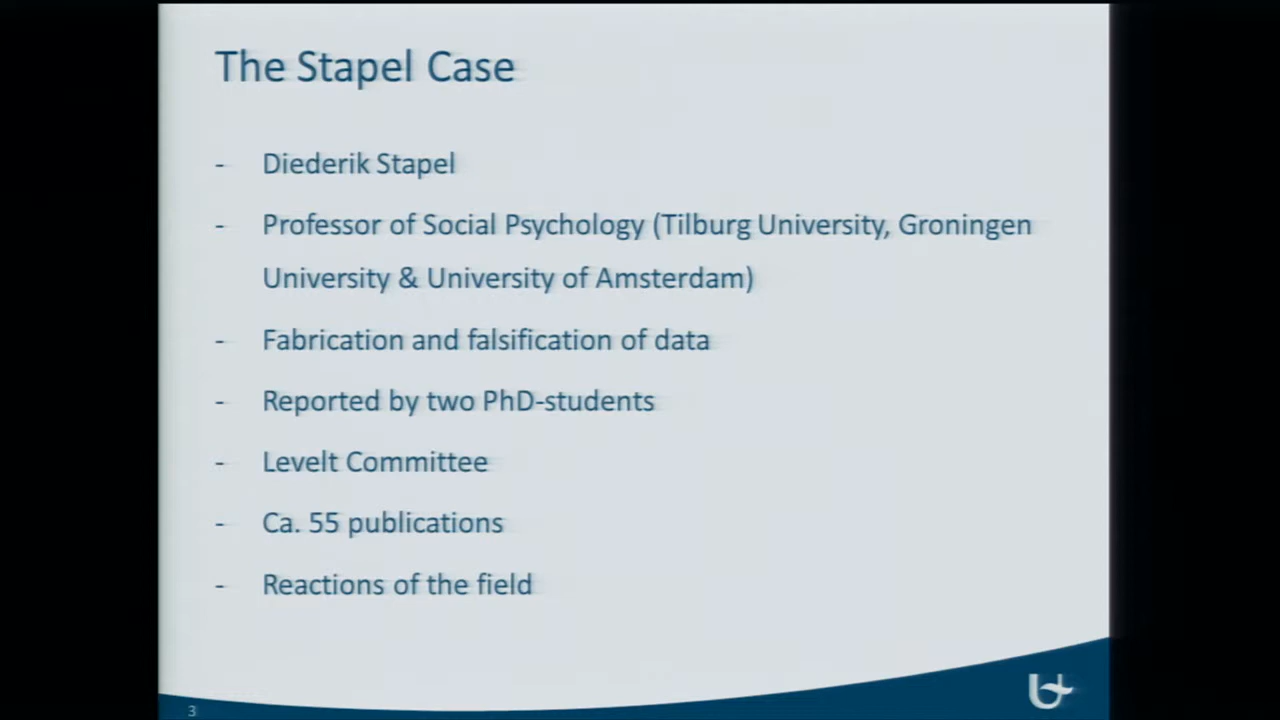 The Stapel Case
- Diederik Stapel
- Professor of Social Psychology (Tilburg University, Groningen
University & University of Amsterdam)
- Fabrication and falsification of data
- Reported by two PhD-students
- Levelt Committee
- Ca. 55 publications
- Reactions of the field
3